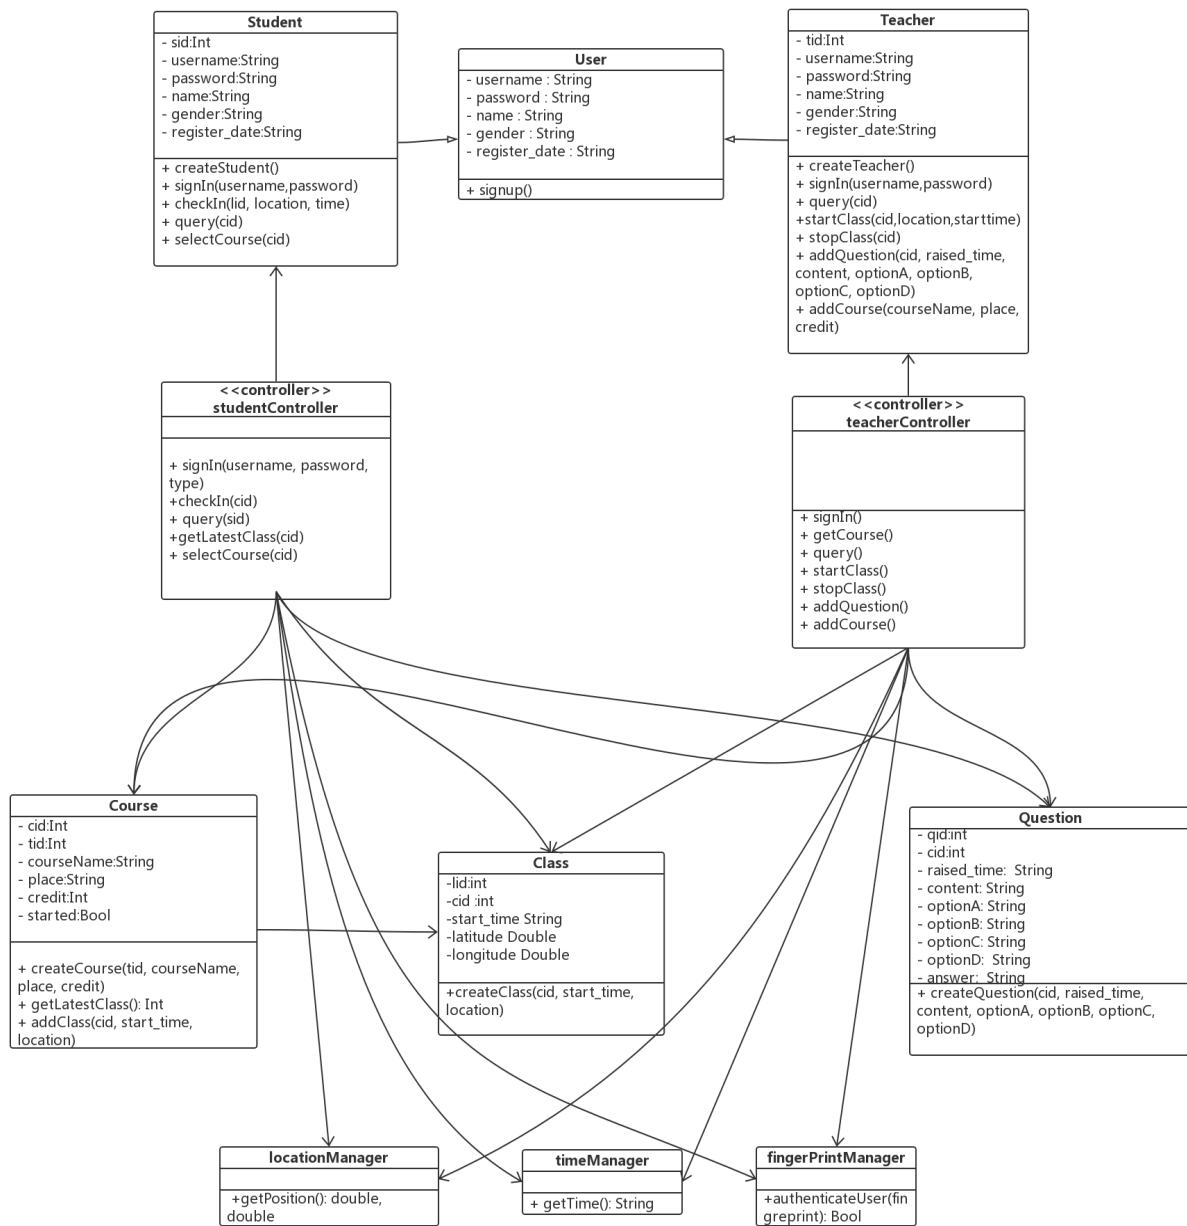 Student
- sid:Int
- username:String
- password:String
- name:String
- gender:String
- register_date:String
+ createStudent()
+ signIn(username,password)
+ checkIn(lid, location, time)
+ query(cid)
+ selectCourse(cid)
User
- username : String
- password : String
- name : String
- gender : String
- register_date : String
+ signup()
Teacher
- tid:Int
- username:String
- password:String
- name:String
- gender:String
- register_date:String
+ createTeacher()
+ signIn(username,password)
+ query(cid)
+startClass(cid,location,starttime)
+ stopClass(cid)
+ addQuestion(cid, raised_time,
content, optionA, optionB,
optionC, optionD)
+ addCourse(courseName, place,
credit)
<<controller>>
studentController
+ signIn(username, password,
type)
+checkIn(cid)
+ query(sid)
+getLatestClass(cid)
+ selectCourse(cid)
<<controller>>
teacherController
+ signIn()
+ getCourse()
+ query()
+ startClass()
+ stopClass()
+ addQuestion()
+ addCourse()
Course
- cid:Int
- tid:Int
- courseName:String
- place:String
- credit:Int
- started:Bool
+ createCourse(tid, courseName,
place, credit)
+ getLatestClass(): Int
+ addClass(cid, start_time,
location)
Class
-lid:int
-cid :int
-start_time String
-latitude Double
-longitude Double
+createClass(cid, start_time,
location)
Question
- qid:int
- cid:int
- raised_time:  String
- content: String
- optionA: String
- optionB: String
- optionC: String
- optionD:  String
- answer:  String
+ createQuestion(cid, raised_time,
content, optionA, optionB, optionC,
optionD)
locationManager
+getPosition(): double,
double
timeManager
+ getTime(): String
fingerPrintManager
+authenticateUser(fin
greprint): Bool